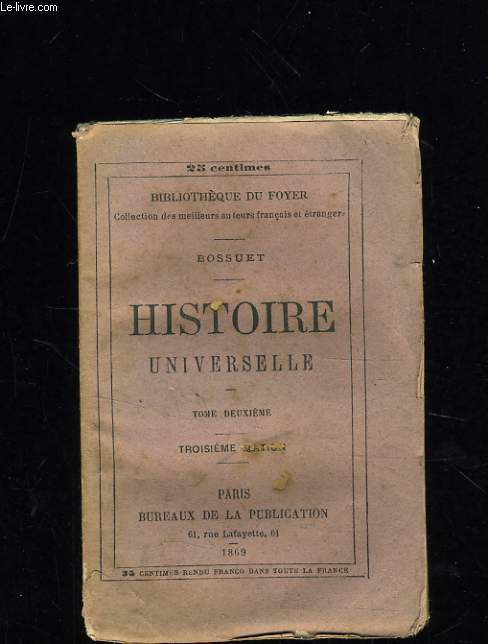 Le-livre.com
25 centimes
BIBLIOTHÈQUE DU FOYER
Collection des meilleurs auteurs français et étrangers
BOSSUET
HISTOIRE
UNIVERSELLE
TOME DEUXIÈME
TROISIÈME
PARIS
BUREAUX DE LA PUBLICATION
61, rue Lafayette, 61
1869
35 CENTIMES RENDU FRANCO DANS TOUTE LA FRANCE